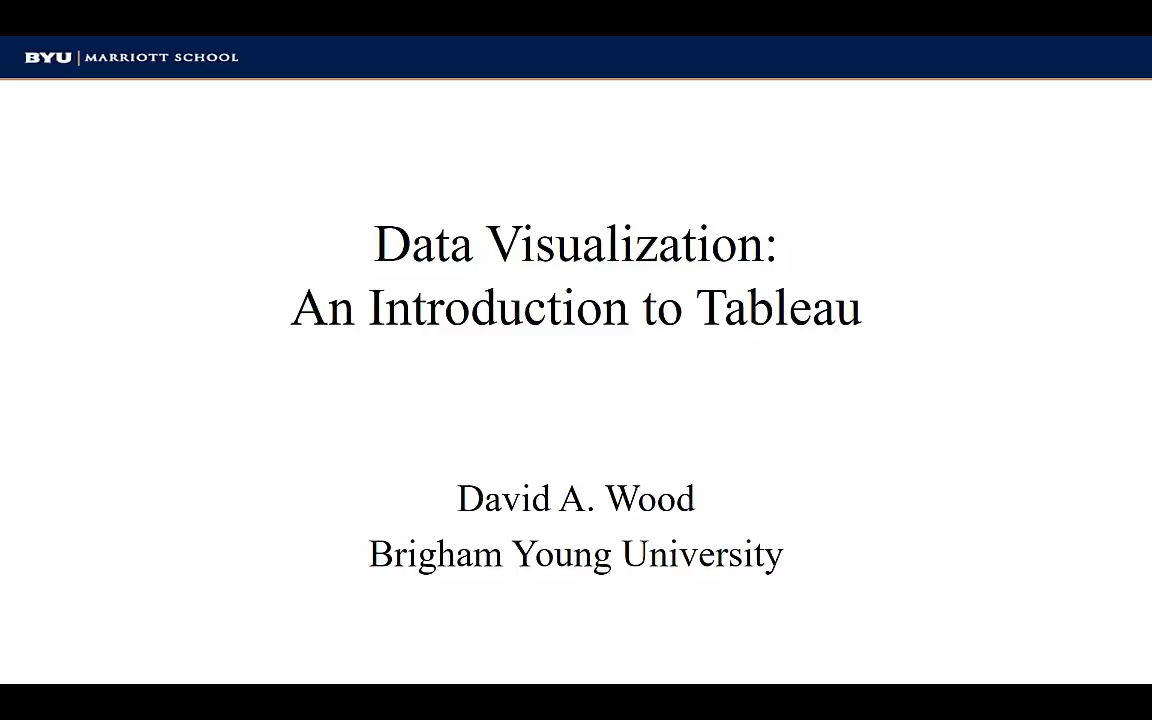 BYU | MARRIOTT SCHOOL
Data Visualization:
An Introduction to Tableau
David A. Wood
Brigham Young University